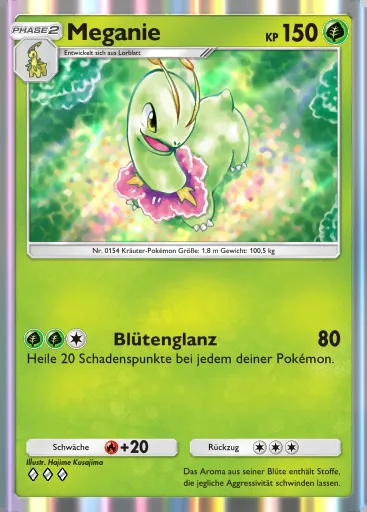 PHASE 2
Meganie
KP 150
Entwickelt sich aus Lorblatt
Nr. 0154 Kräuter-Pokémon Größe: 1,8 m Gewicht: 100,5 kg
Blütenglanz 80
Heile 20 Schadenspunkte bei jedem deiner Pokémon.
Schwäche +20 Rückzug
Illustr. Hajime Kusajima
Das Aroma aus seiner Blüte enthält Stoffe,
die jegliche Aggressivität schwinden lassen.